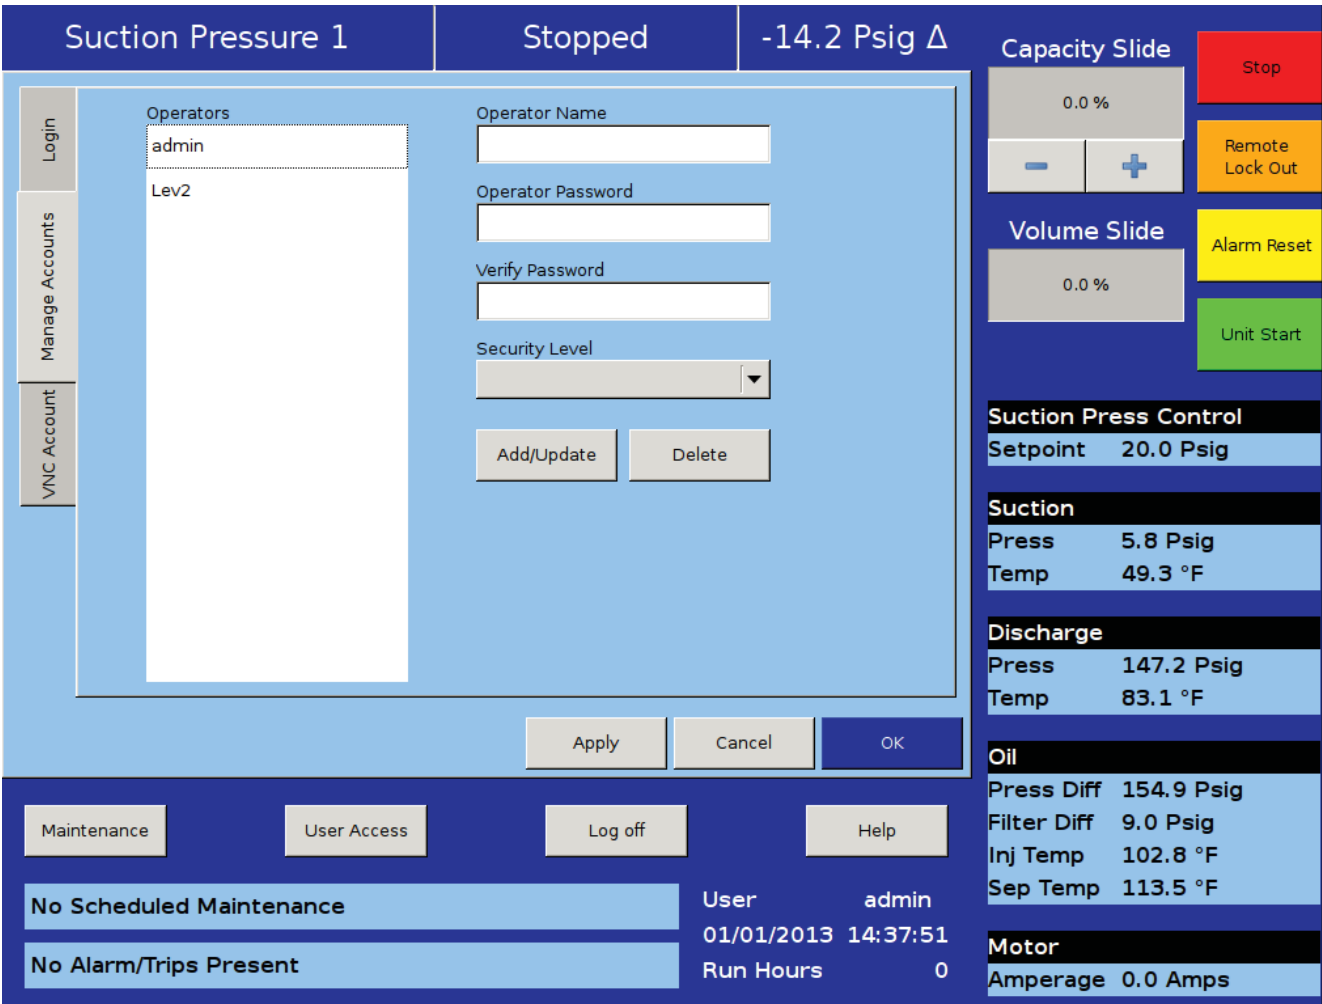 Suction Pressure 1
Stopped
-14.2 Psig Δ
Login
Manage Accounts
VNC Account
Operators
admin
Lev2
Operator Name
Operator Password
Verify Password
Security Level
Add/Update
Delete
Apply
Cancel
OK
Maintenance
User Access
Log off
Help
No Scheduled Maintenance
No Alarm/Trips Present
User admin
01/01/2013 14:37:51
Run Hours 0
Capacity Slide
0.0 %
Volume Slide
0.0 %
Stop
Remote
Lock Out
Alarm Reset
Unit Start
Suction Press Control
Setpoint 20.0 Psig
Suction
Press 5.8 Psig
Temp 49.3 °F
Discharge
Press 147.2 Psig
Temp 83.1 °F
Oil
Press Diff 154.9 Psig
Filter Diff 9.0 Psig
Inj Temp 102.8 °F
Sep Temp 113.5 °F
Motor
Amperage 0.0 Amps